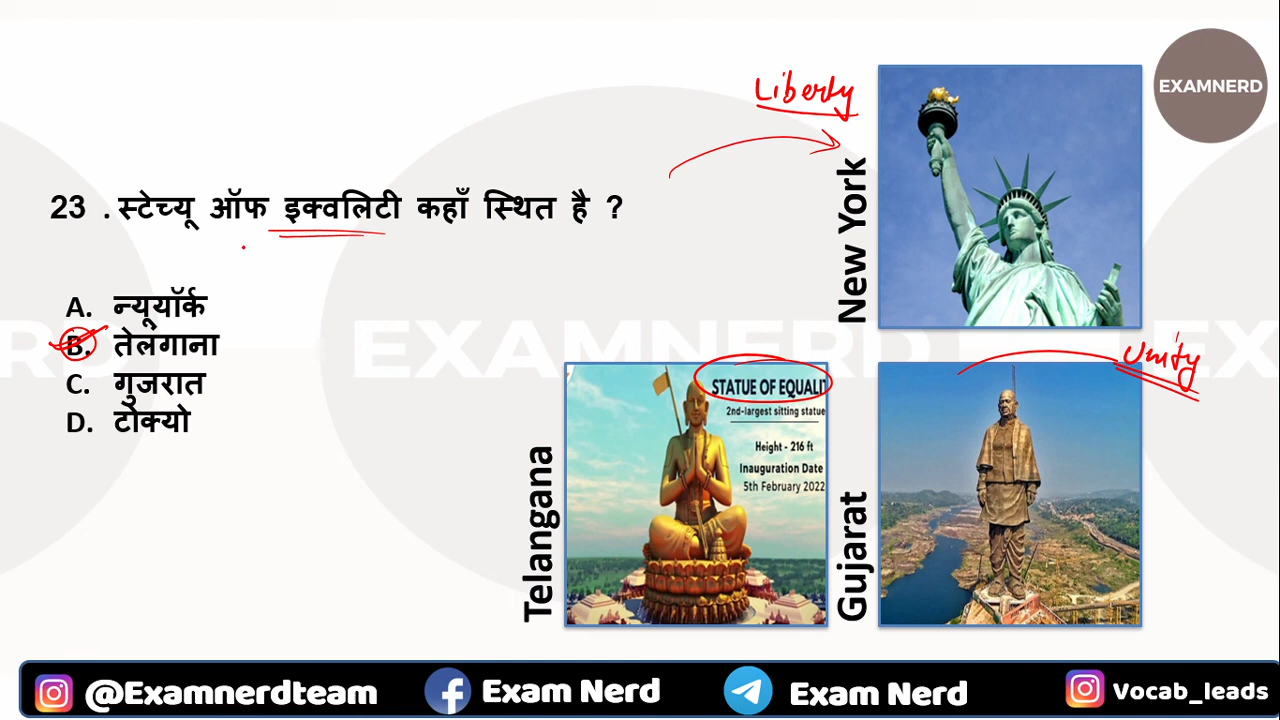 EXAMNERD
Liberty
New York
23 . स्टेच्यू ऑफ इक्वलिटी कहाँ स्थित है ?
A. न्यूयॉर्क
B. तेलंगाना
C. गुजरात
D. टोक्यो
EXAMNERD
Unity
STATUE OF EQUALI
2nd-largest sitting statue
Height - 216 ft
Inauguration Date
5th February 2022
Telangana
Gujarat
@Examnerdteam
Exam Nerd
Exam Nerd
Vocab_leads